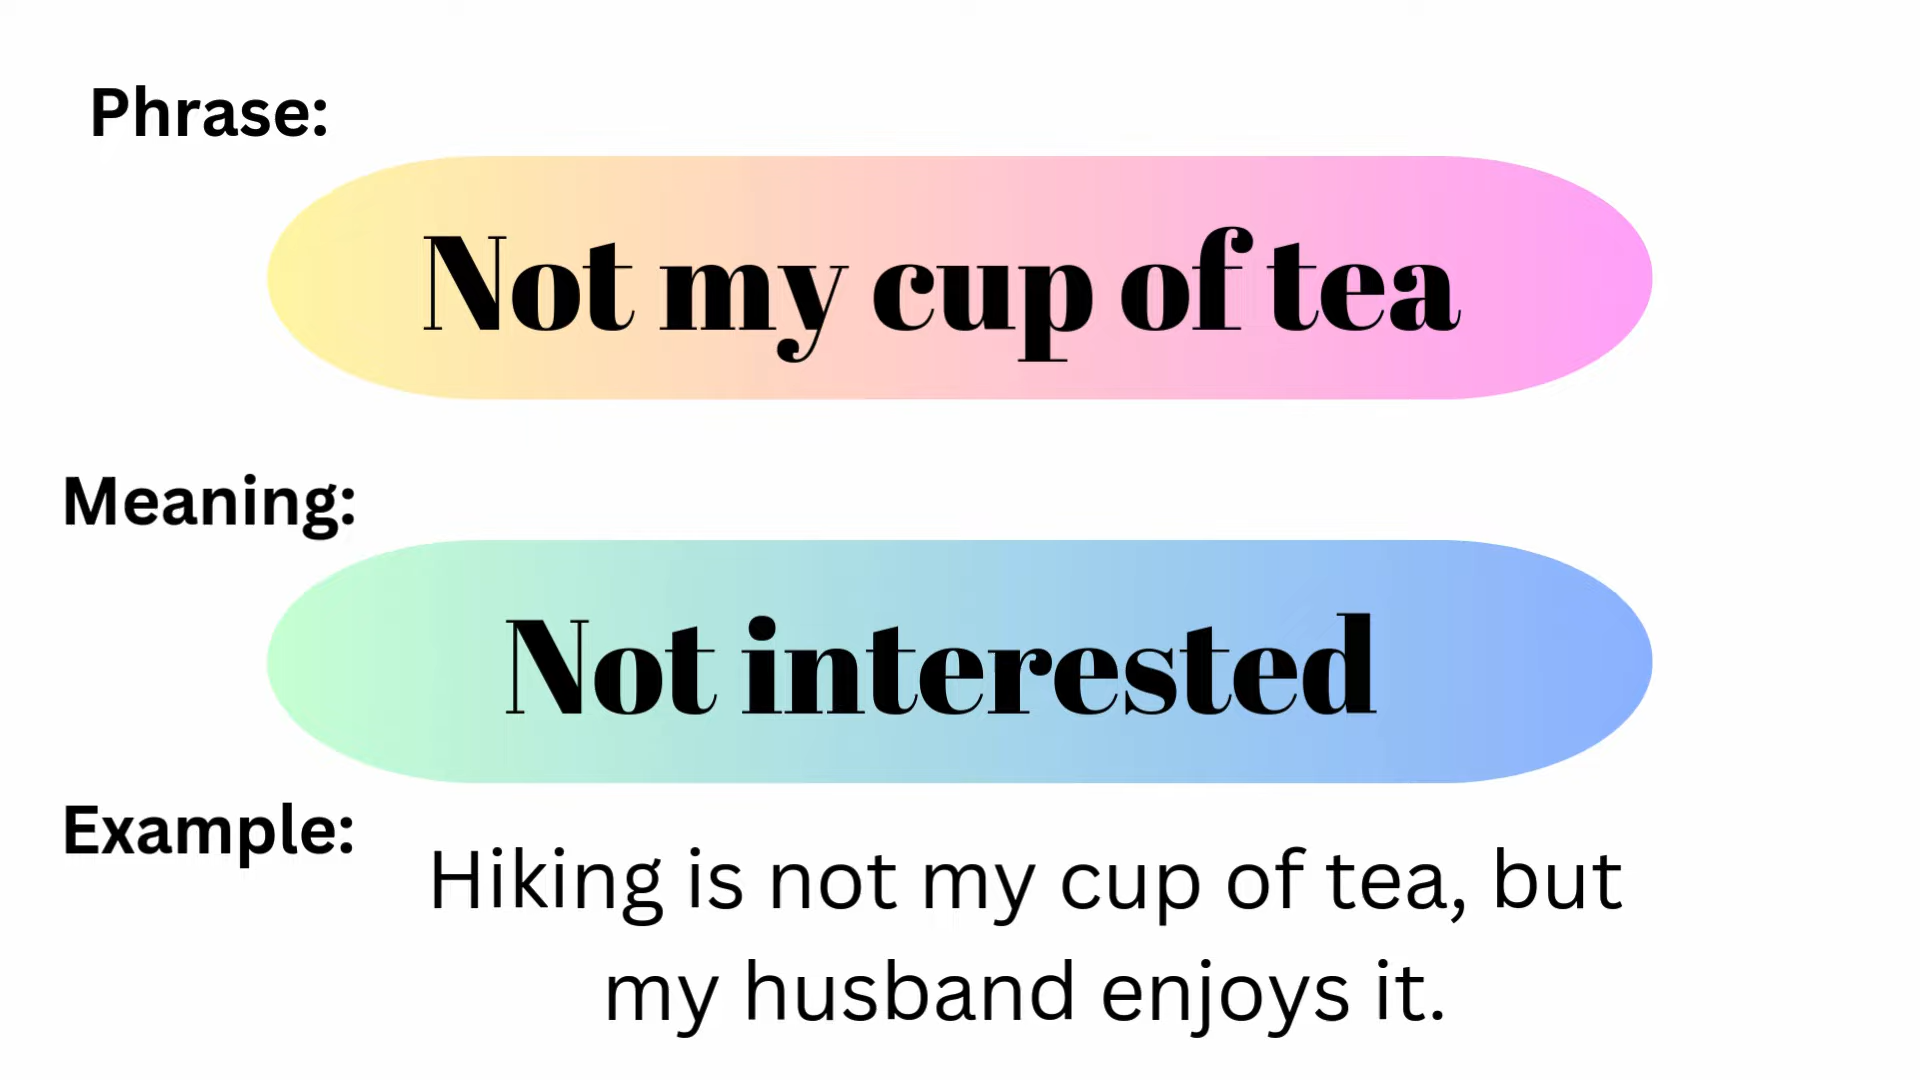 Phrase:
Not my cup of tea
Meaning:
Not interested
Example:
Hiking is not my cup of tea, but
my husband enjoys it.